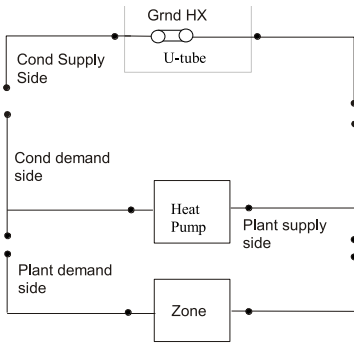 Grnd HX
U-tube
Cond Supply
Side
Cond demand
side
Heat
Pump
Plant supply
side
Plant demand
side
Zone